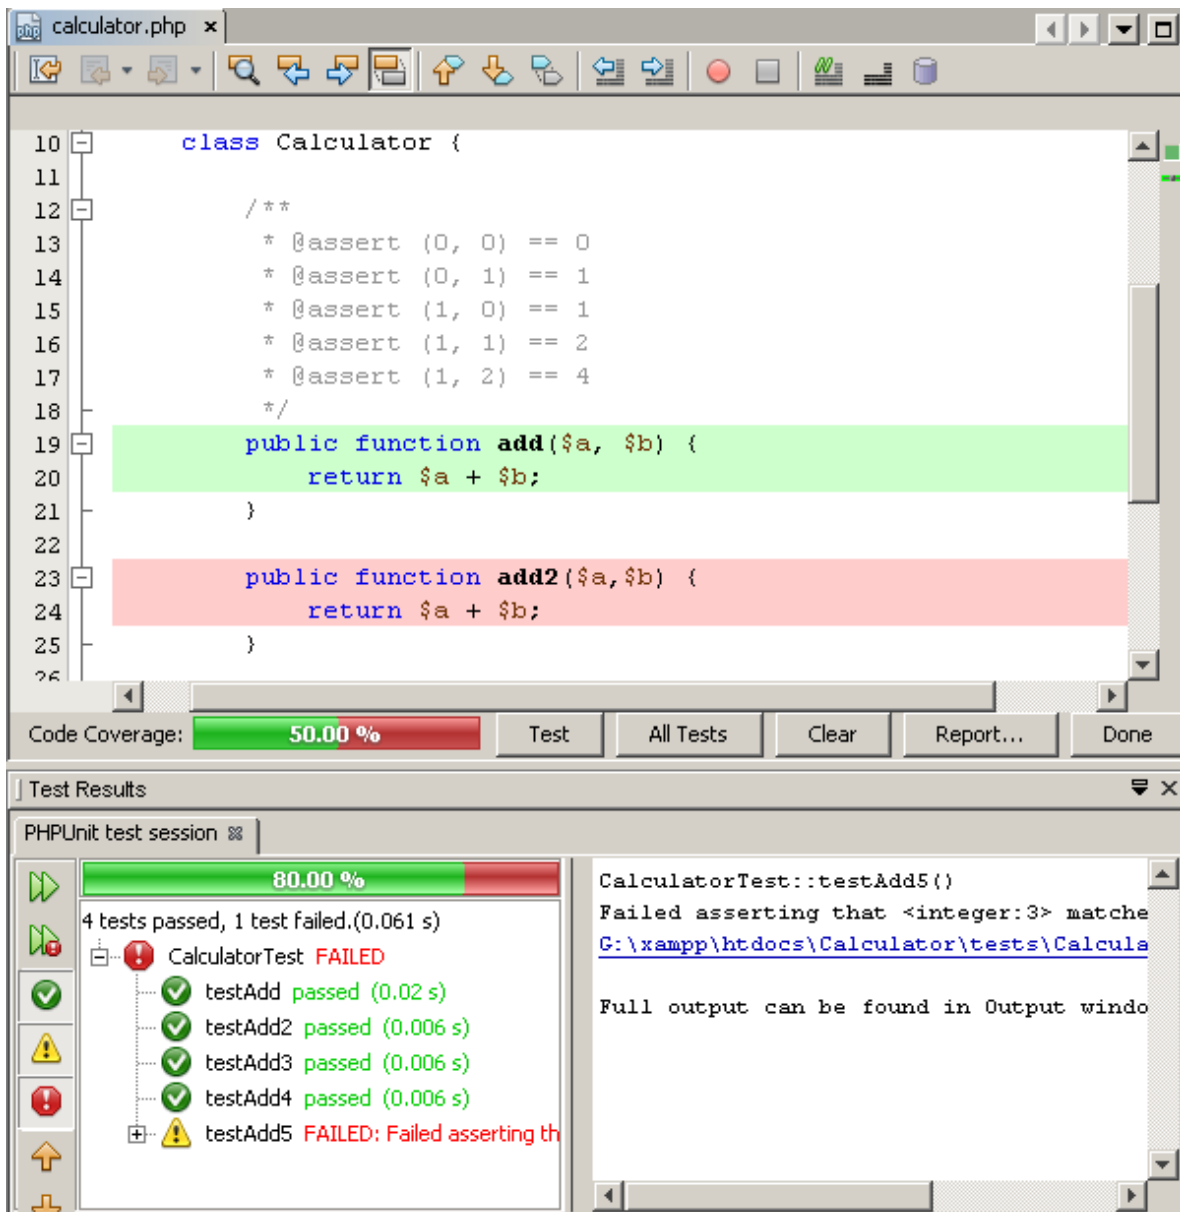 calculator.php
10 class Calculator {
11
12 /**
13 * @assert (0, 0) == 0
14 * @assert (0, 1) == 1
15 * @assert (1, 0) == 1
16 * @assert (1, 1) == 2
17 * @assert (1, 2) == 4
18 */
19 public function add($a, $b) {
20 return $a + $b;
21 }
22
23 public function add2($a,$b) {
24 return $a + $b;
25 }
26
Code Coverage: 50.00 % Test All Tests Clear Report... Done
Test Results
PHPUnit test session
80.00 %
4 tests passed, 1 test failed.(0.061 s)
CalculatorTest FAILED
testAdd passed (0.02 s)
testAdd2 passed (0.006 s)
testAdd3 passed (0.006 s)
testAdd4 passed (0.006 s)
testAdd5 FAILED: Failed asserting th
CalculatorTest::testAdd5()
Failed asserting that <integer:3> matche
G:\xampp\htdocs\Calculator\tests\Calcula
Full output can be found in Output windo